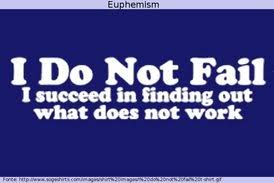 Euphemism
I Do Not Fail
I succeed in finding out
what does not work